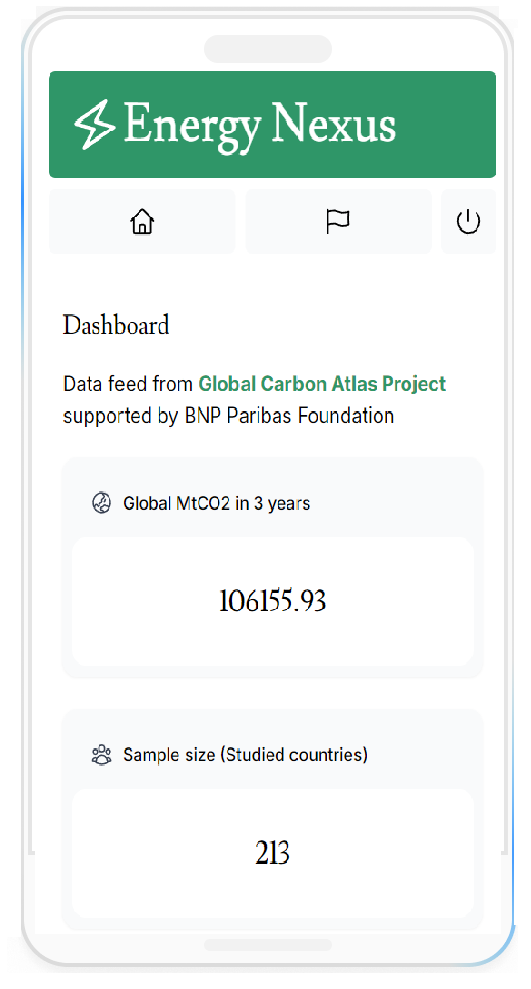 Energy Nexus
Dashboard
Data feed from Global Carbon Atlas Project
supported by BNP Paribas Foundation
Global MtCO2 in 3 years
106155.93
Sample size (Studied countries)
213